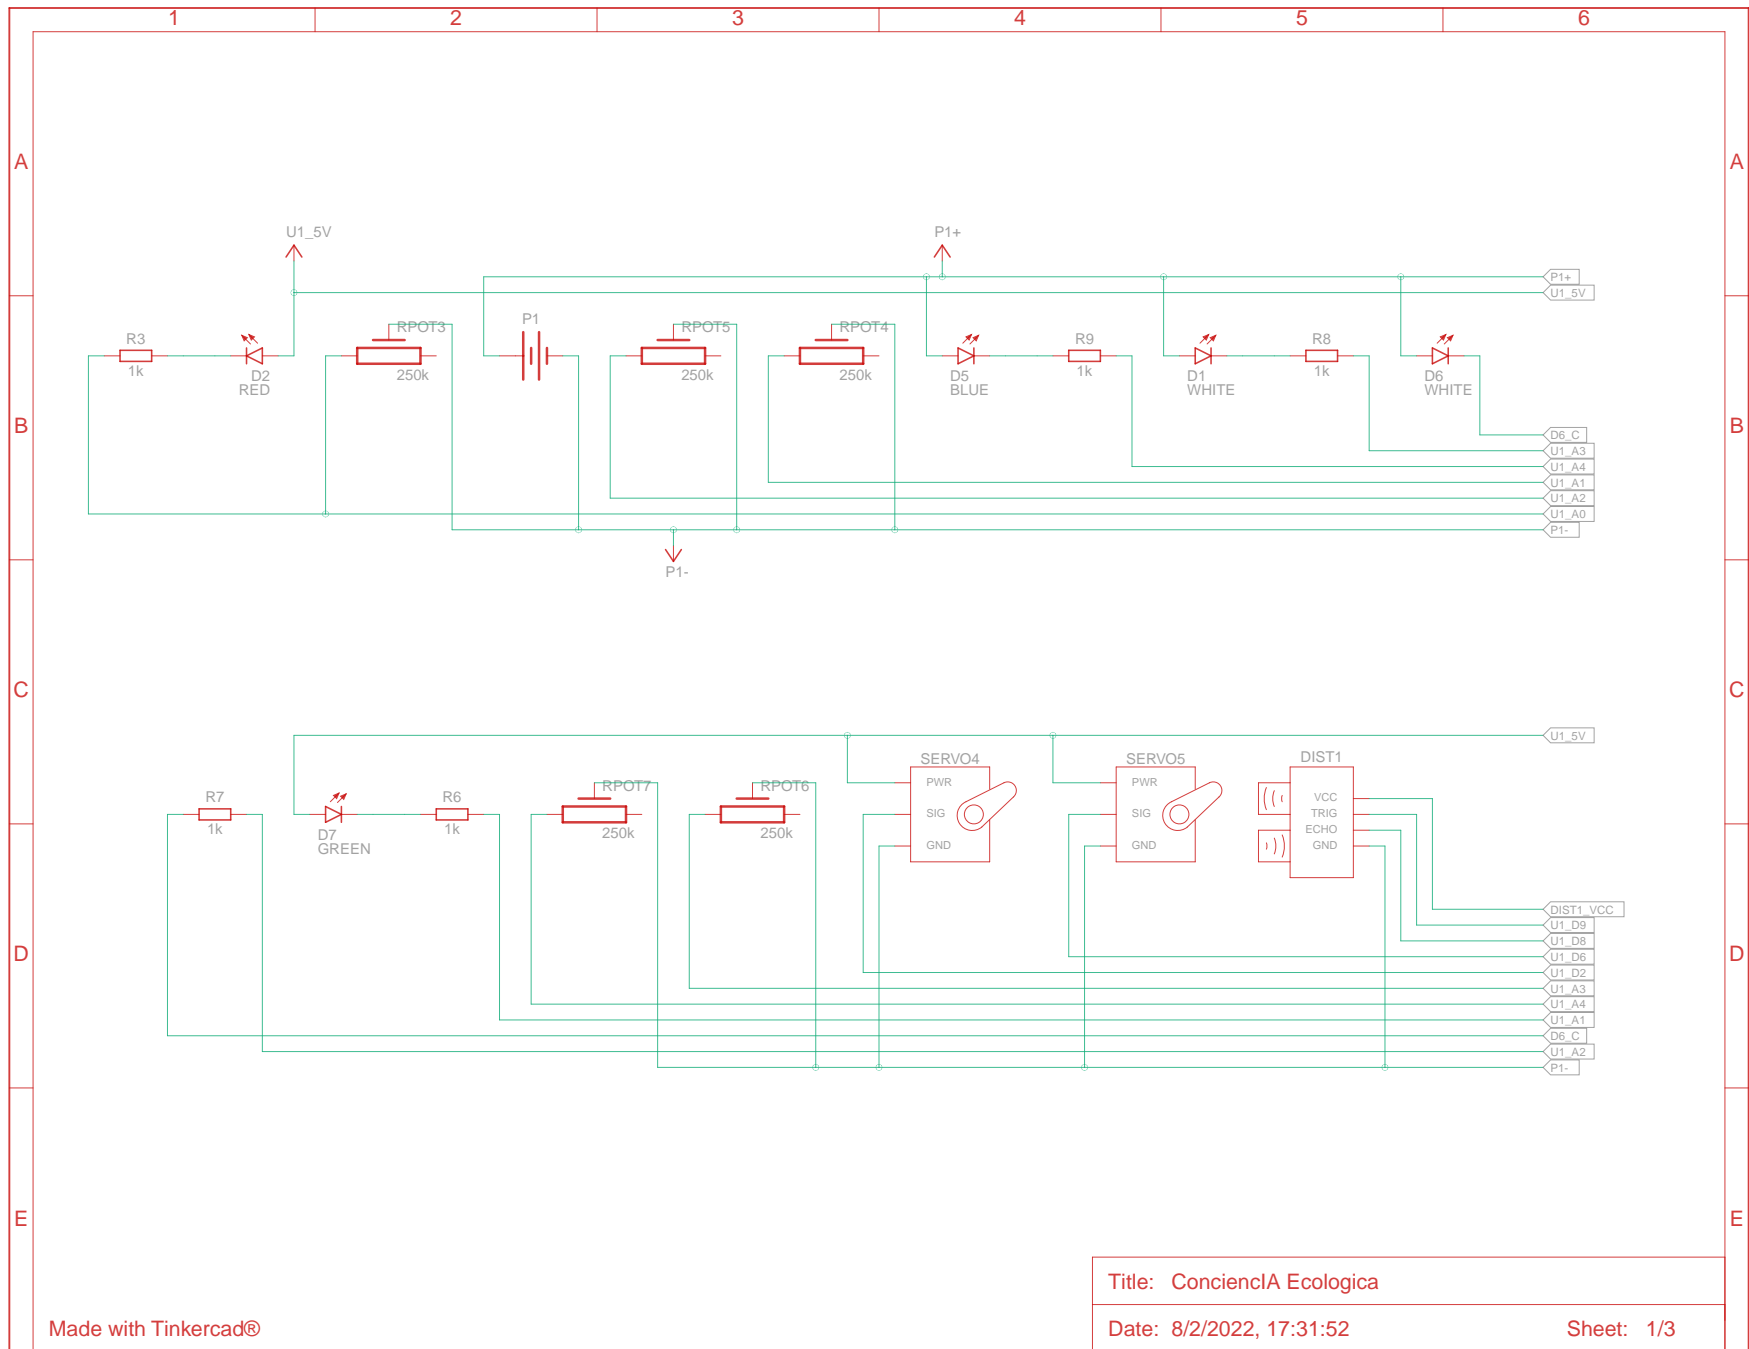 1 2 3 4 5 6
A A
U1_5V P1+
P1+
U1_5V
R3 RPOT3 P1 RPOT5 RPOT4 R9 R8
1k D2 250k 250k 250k D5 1k D1 1k D6
RED BLUE WHITE WHITE
B B
D6_C
U1_A3
U1_A4
U1_A1
U1_A2
U1_A0
P1-
P1-
C C
U1_5V
SERVO4 SERVO5 DIST1
PWR PWR
R7 R6 RPOT7 RPOT6 VCC
SIG SIG TRIG
1k D7 1k 250k 250k ECHO
GREEN GND GND GND
DIST1_VCC
U1_D9
U1_D8
D D
U1_D6
U1_D2
U1_A3
U1_A4
U1_A1
D6_C
U1_A2
P1-
E E
Title: ConciencIA Ecologica
Made with Tinkercad® Date: 8/2/2022, 17:31:52 Sheet: 1/3